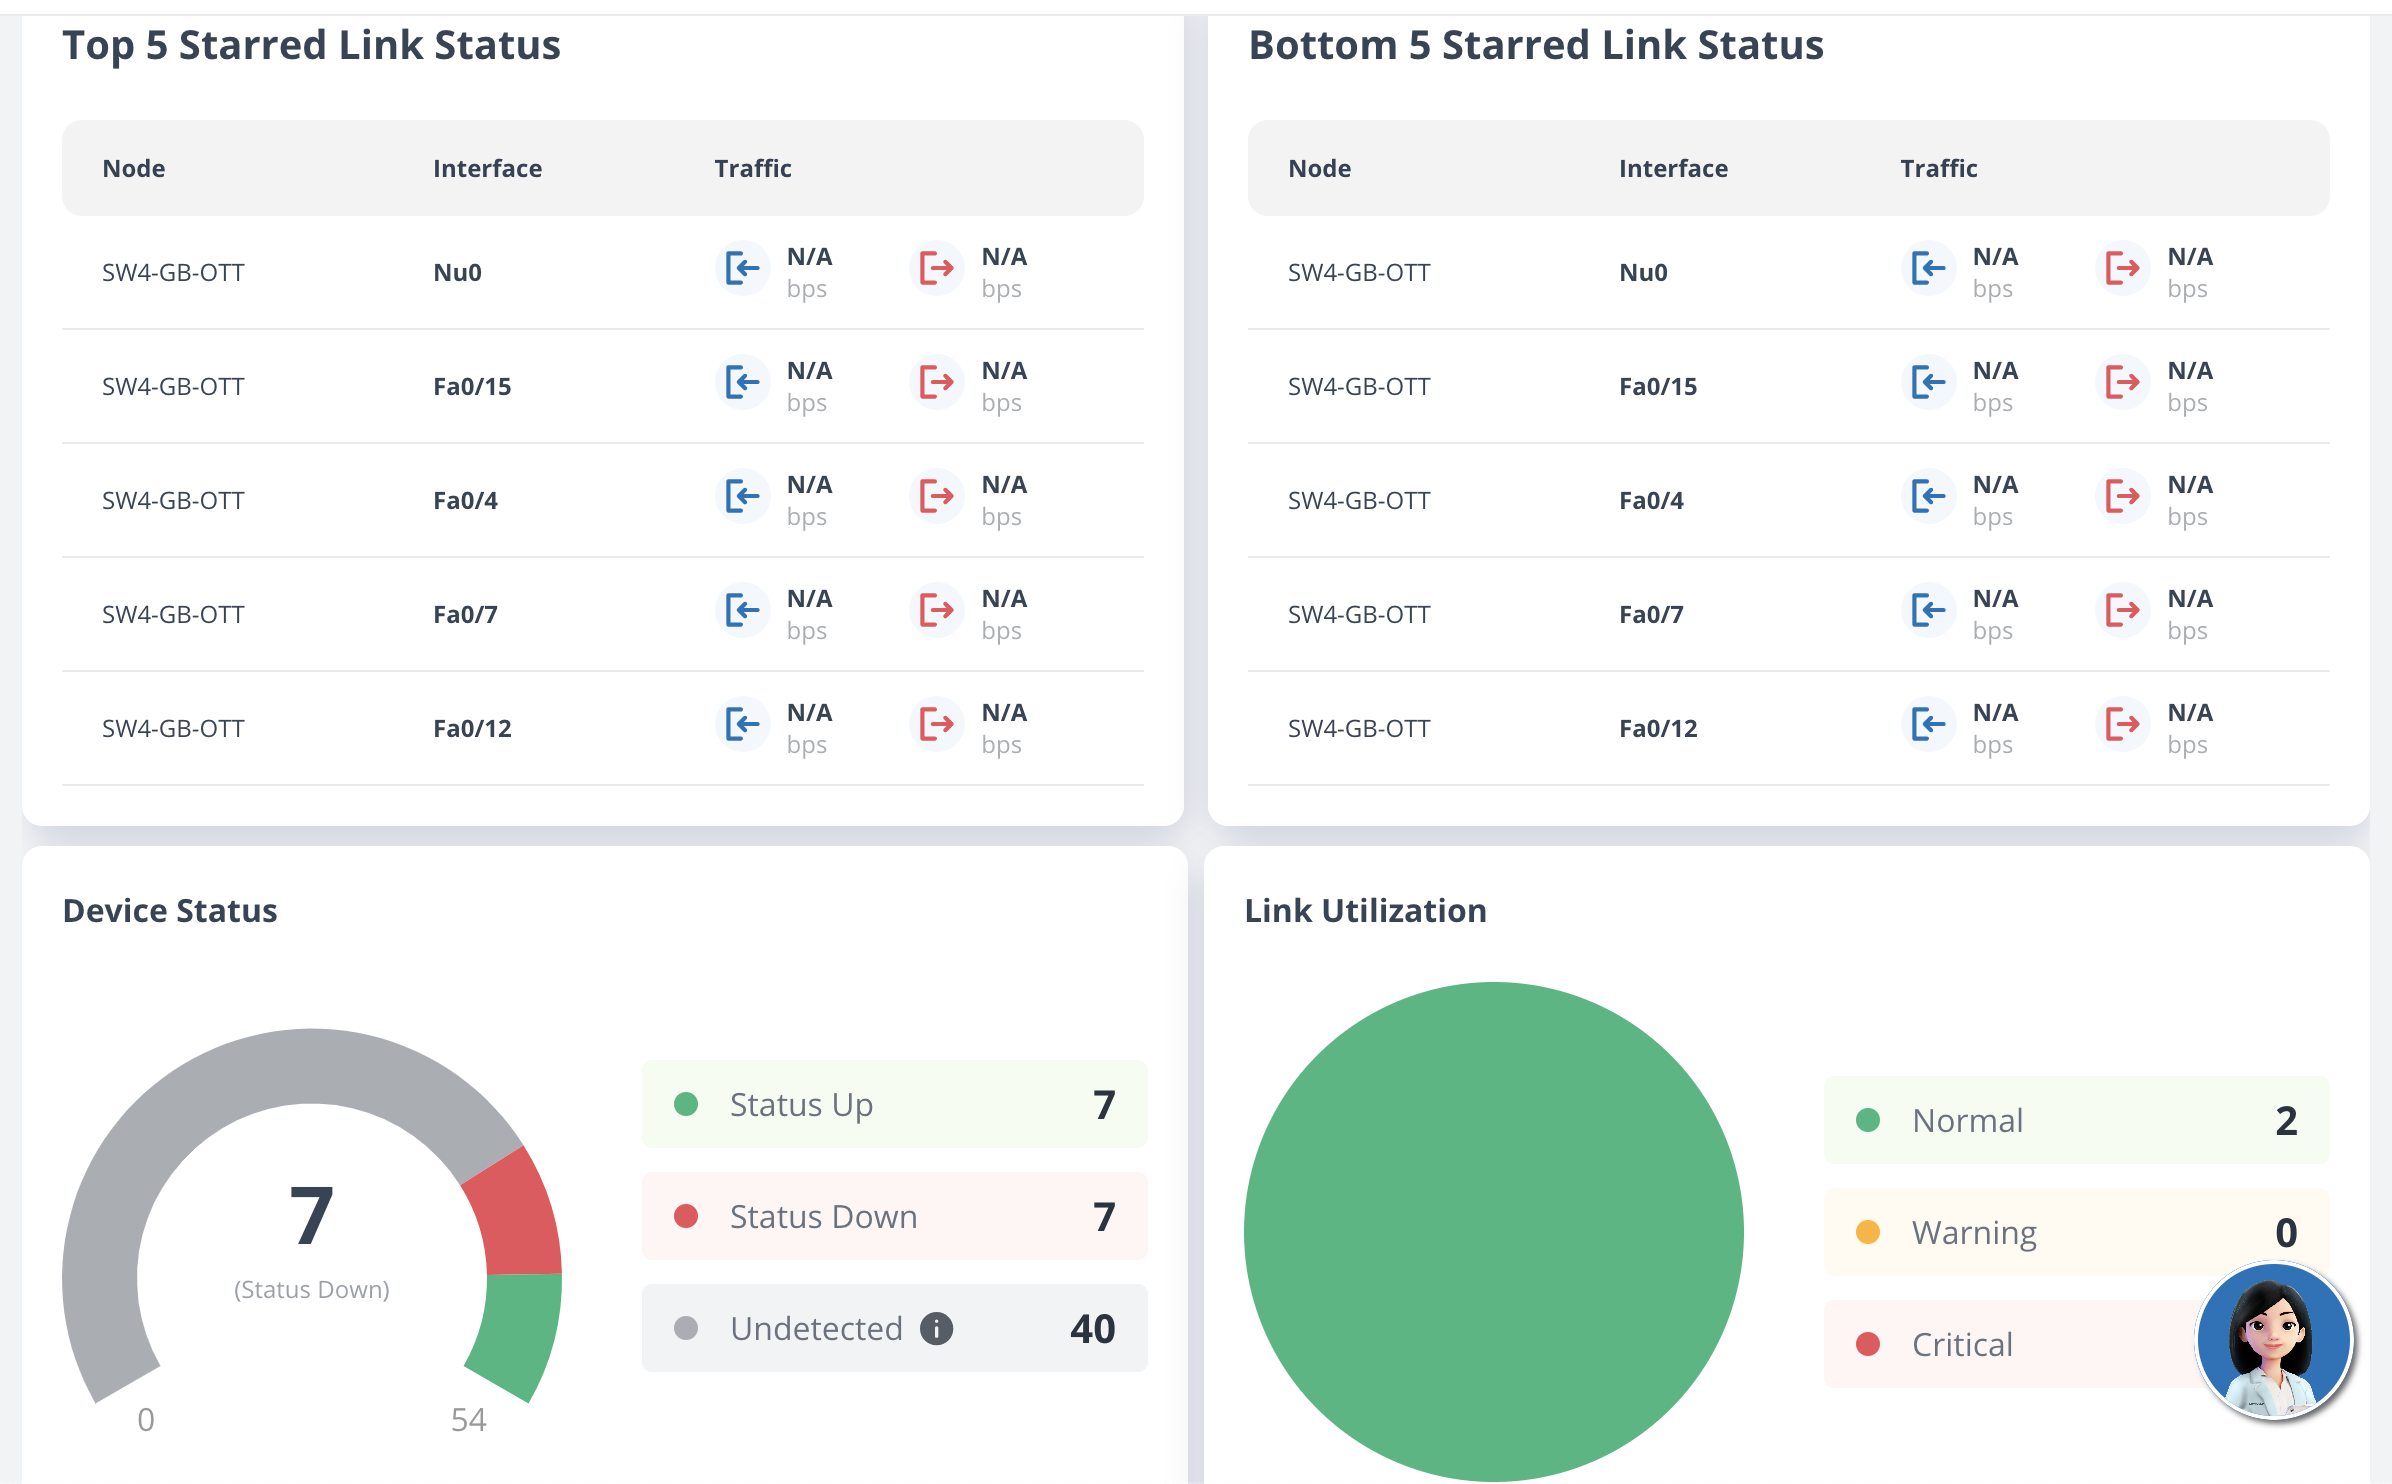 Top 5 Starred Link Status
Node Interface Traffic
SW4-GB-OTT Nu0 N/A bps N/A bps
SW4-GB-OTT Fa0/15 N/A bps N/A bps
SW4-GB-OTT Fa0/4 N/A bps N/A bps
SW4-GB-OTT Fa0/7 N/A bps N/A bps
SW4-GB-OTT Fa0/12 N/A bps N/A bps
Bottom 5 Starred Link Status
Node Interface Traffic
SW4-GB-OTT Nu0 N/A bps N/A bps
SW4-GB-OTT Fa0/15 N/A bps N/A bps
SW4-GB-OTT Fa0/4 N/A bps N/A bps
SW4-GB-OTT Fa0/7 N/A bps N/A bps
SW4-GB-OTT Fa0/12 N/A bps N/A bps
Device Status
7
(Status Down)
0 54
Status Up 7
Status Down 7
Undetected 40
Link Utilization
Normal 2
Warning 0
Critical